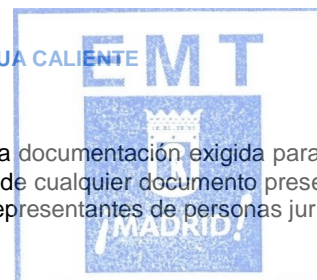 UA CALIENTE
EMT
a documentación exigida para
de cualquier documento prese
epresentantes de personas jur
¡MADRID!